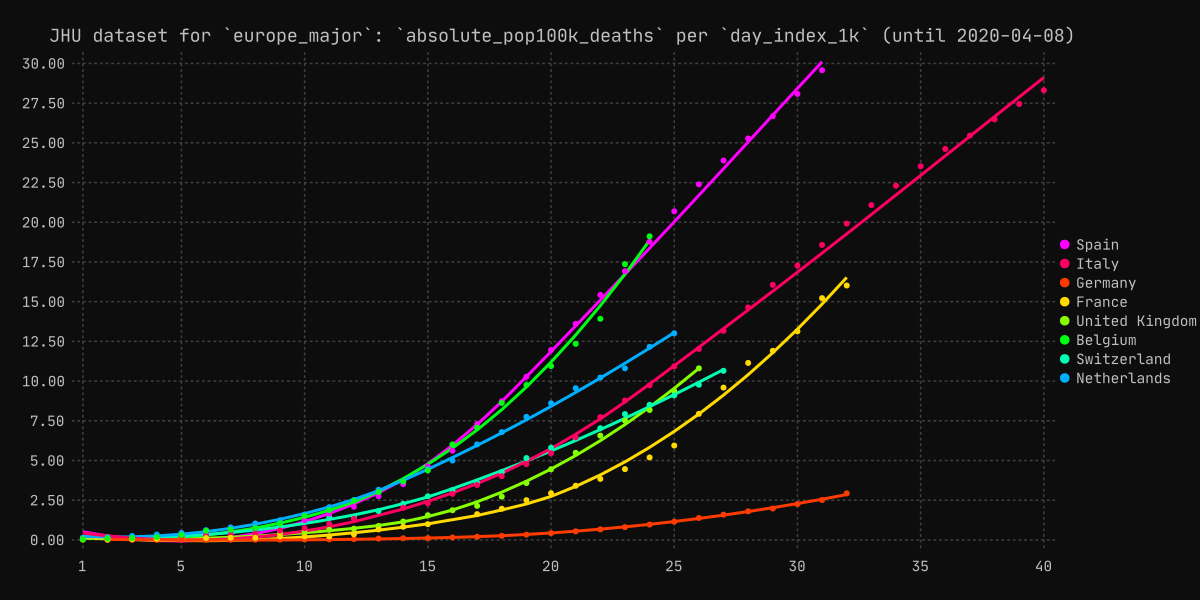 JHU dataset for `europe_major`: `absolute_pop100k_deaths` per `day_index_1k` (until 2020-04-08)
30.00
27.50
25.00
22.50
20.00
17.50
15.00
12.50
10.00
7.50
5.00
2.50
0.00
1 5 10 15 20 25 30 35 40
Spain
Italy
Germany
France
United Kingdom
Belgium
Switzerland
Netherlands